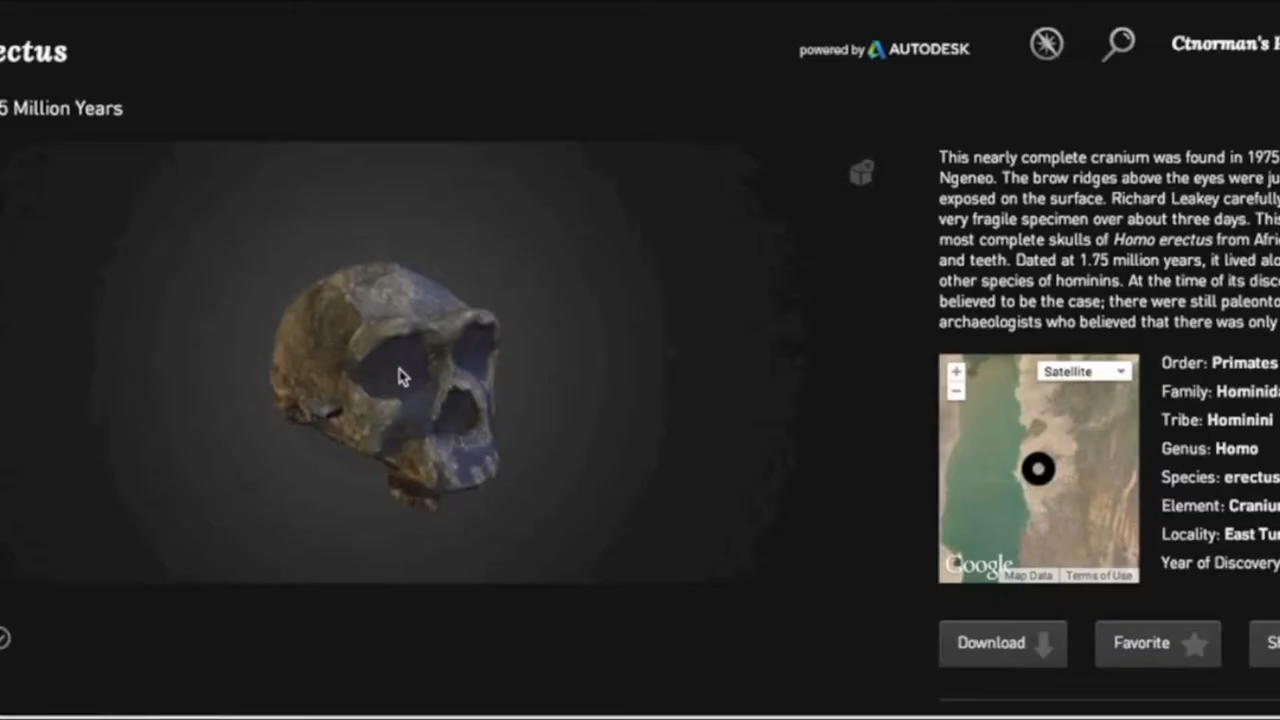 ectus
powered by AUTODESK
Ctnorman's
5 Million Years
This nearly complete cranium was found in 1975
Ngeneo. The brow ridges above the eyes were ju
exposed on the surface. Richard Leakey carefully
very fragile specimen over about three days. This
most complete skulls of Homo erectus from Afri
and teeth. Dated at 1.75 million years, it lived alo
other species of hominins. At the time of its disc
believed to be the case; there were still paleonto
archaeologists who believed that there was only
+
Satellite
−
Google
Map Data
Terms of Use
Order: Primates
Family: Hominida
Tribe: Hominini
Genus: Homo
Species: erectus
Element: Craniu
Locality: East Tu
Year of Discovery
Download
Favorite
Sh